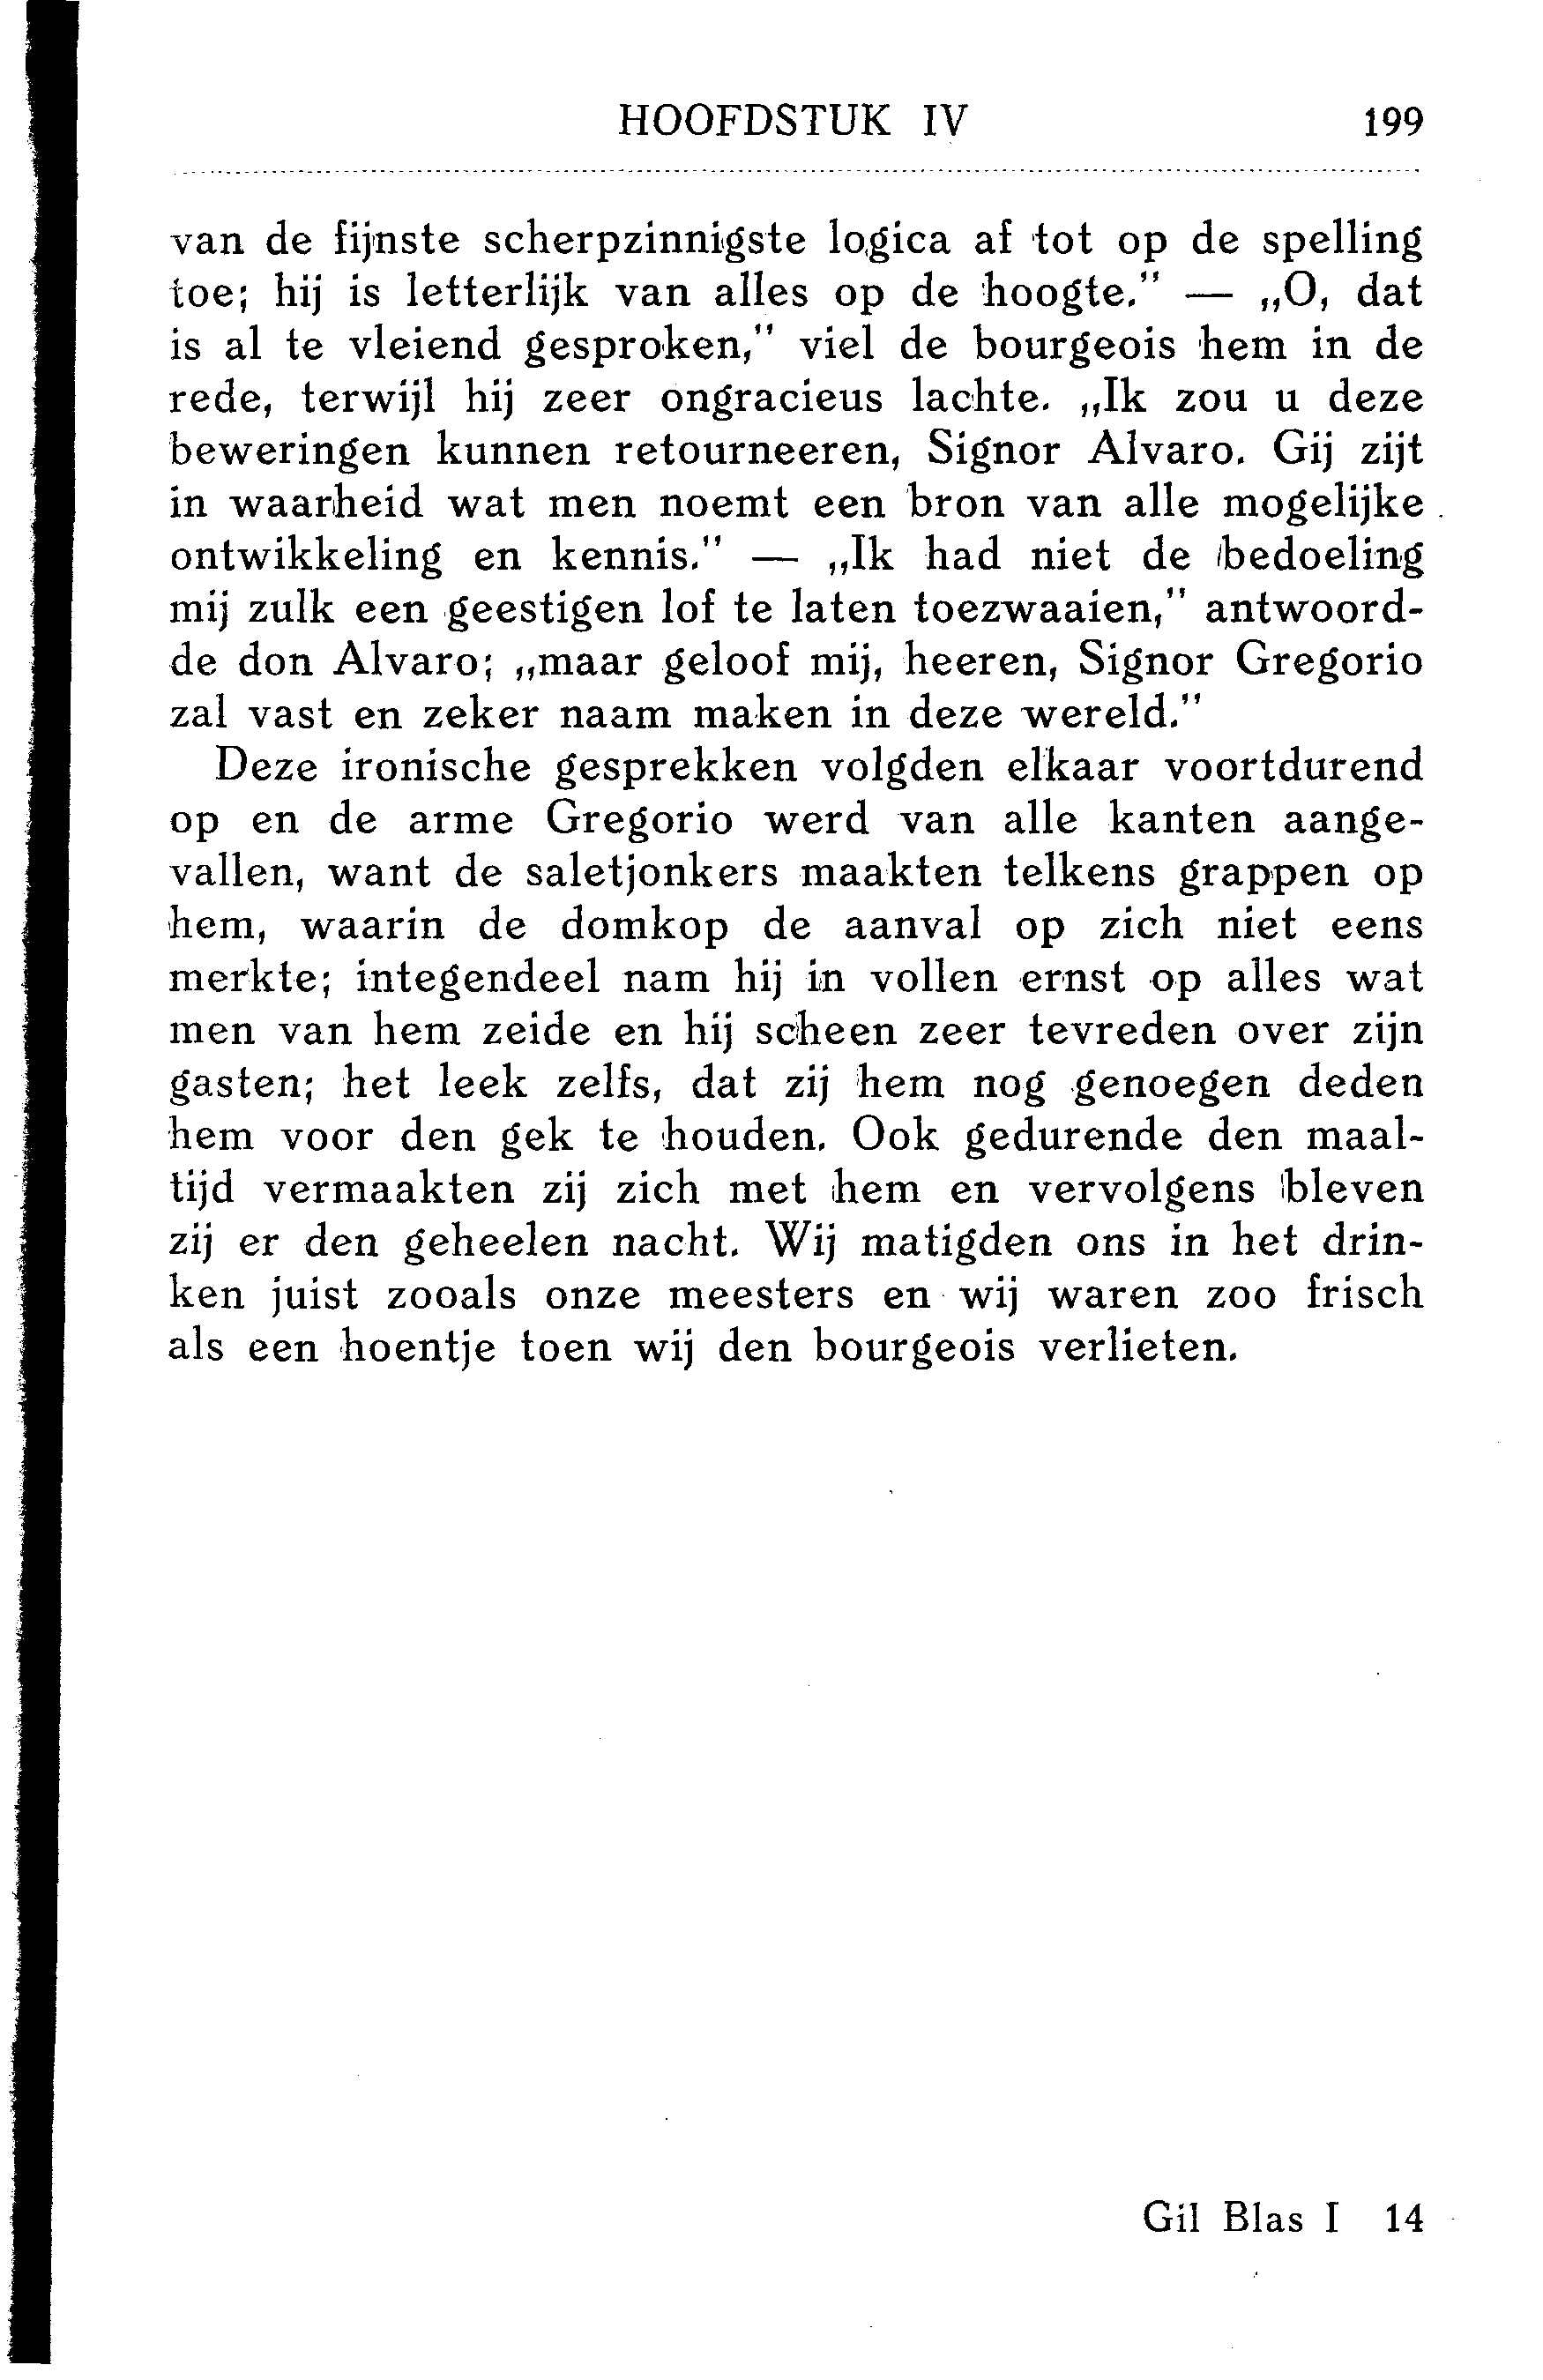 HOOFDSTUK IV 199
van de fijnste scherpzinnigste logica af tot op de spelling
toe; hij is letterlijk van alles op de hoogte." — „O, dat
is al te vleiend gesproken," viel de bourgeois hem in de
rede, terwijl hij zeer ongracieus lachte. „Ik zou u deze
beweringen kunnen retourneeren, Signor Alvaro. Gij zijt
in waarheid wat men noemt een bron van alle mogelijke
ontwikkeling en kennis." — „Ik had niet de bedoeling
mij zulk een geestigen lof te laten toezwaaien," antwoord-
de don Alvaro; „maar geloof mij, heeren, Signor Gregorio
zal vast en zeker naam maken in deze wereld."
Deze ironische gesprekken volgden elkaar voortdurend
op en de arme Gregorio werd van alle kanten aange-
vallen, want de saletjonkers maakten telkens grappen op
hem, waarin de domkop de aanval op zich niet eens
merkte; integendeel nam hij in vollen ernst op alles wat
men van hem zeide en hij scheen zeer tevreden over zijn
gasten; het leek zelfs, dat zij hem nog genoegen deden
hem voor den gek te houden. Ook gedurende den maal-
tijd vermaakten zij zich met hem en vervolgens bleven
zij er den geheelen nacht. Wij matigden ons in het drin-
ken juist zooals onze meesters en wij waren zoo frisch
als een hoentje toen wij den bourgeois verlieten.
Gil Blas I 14